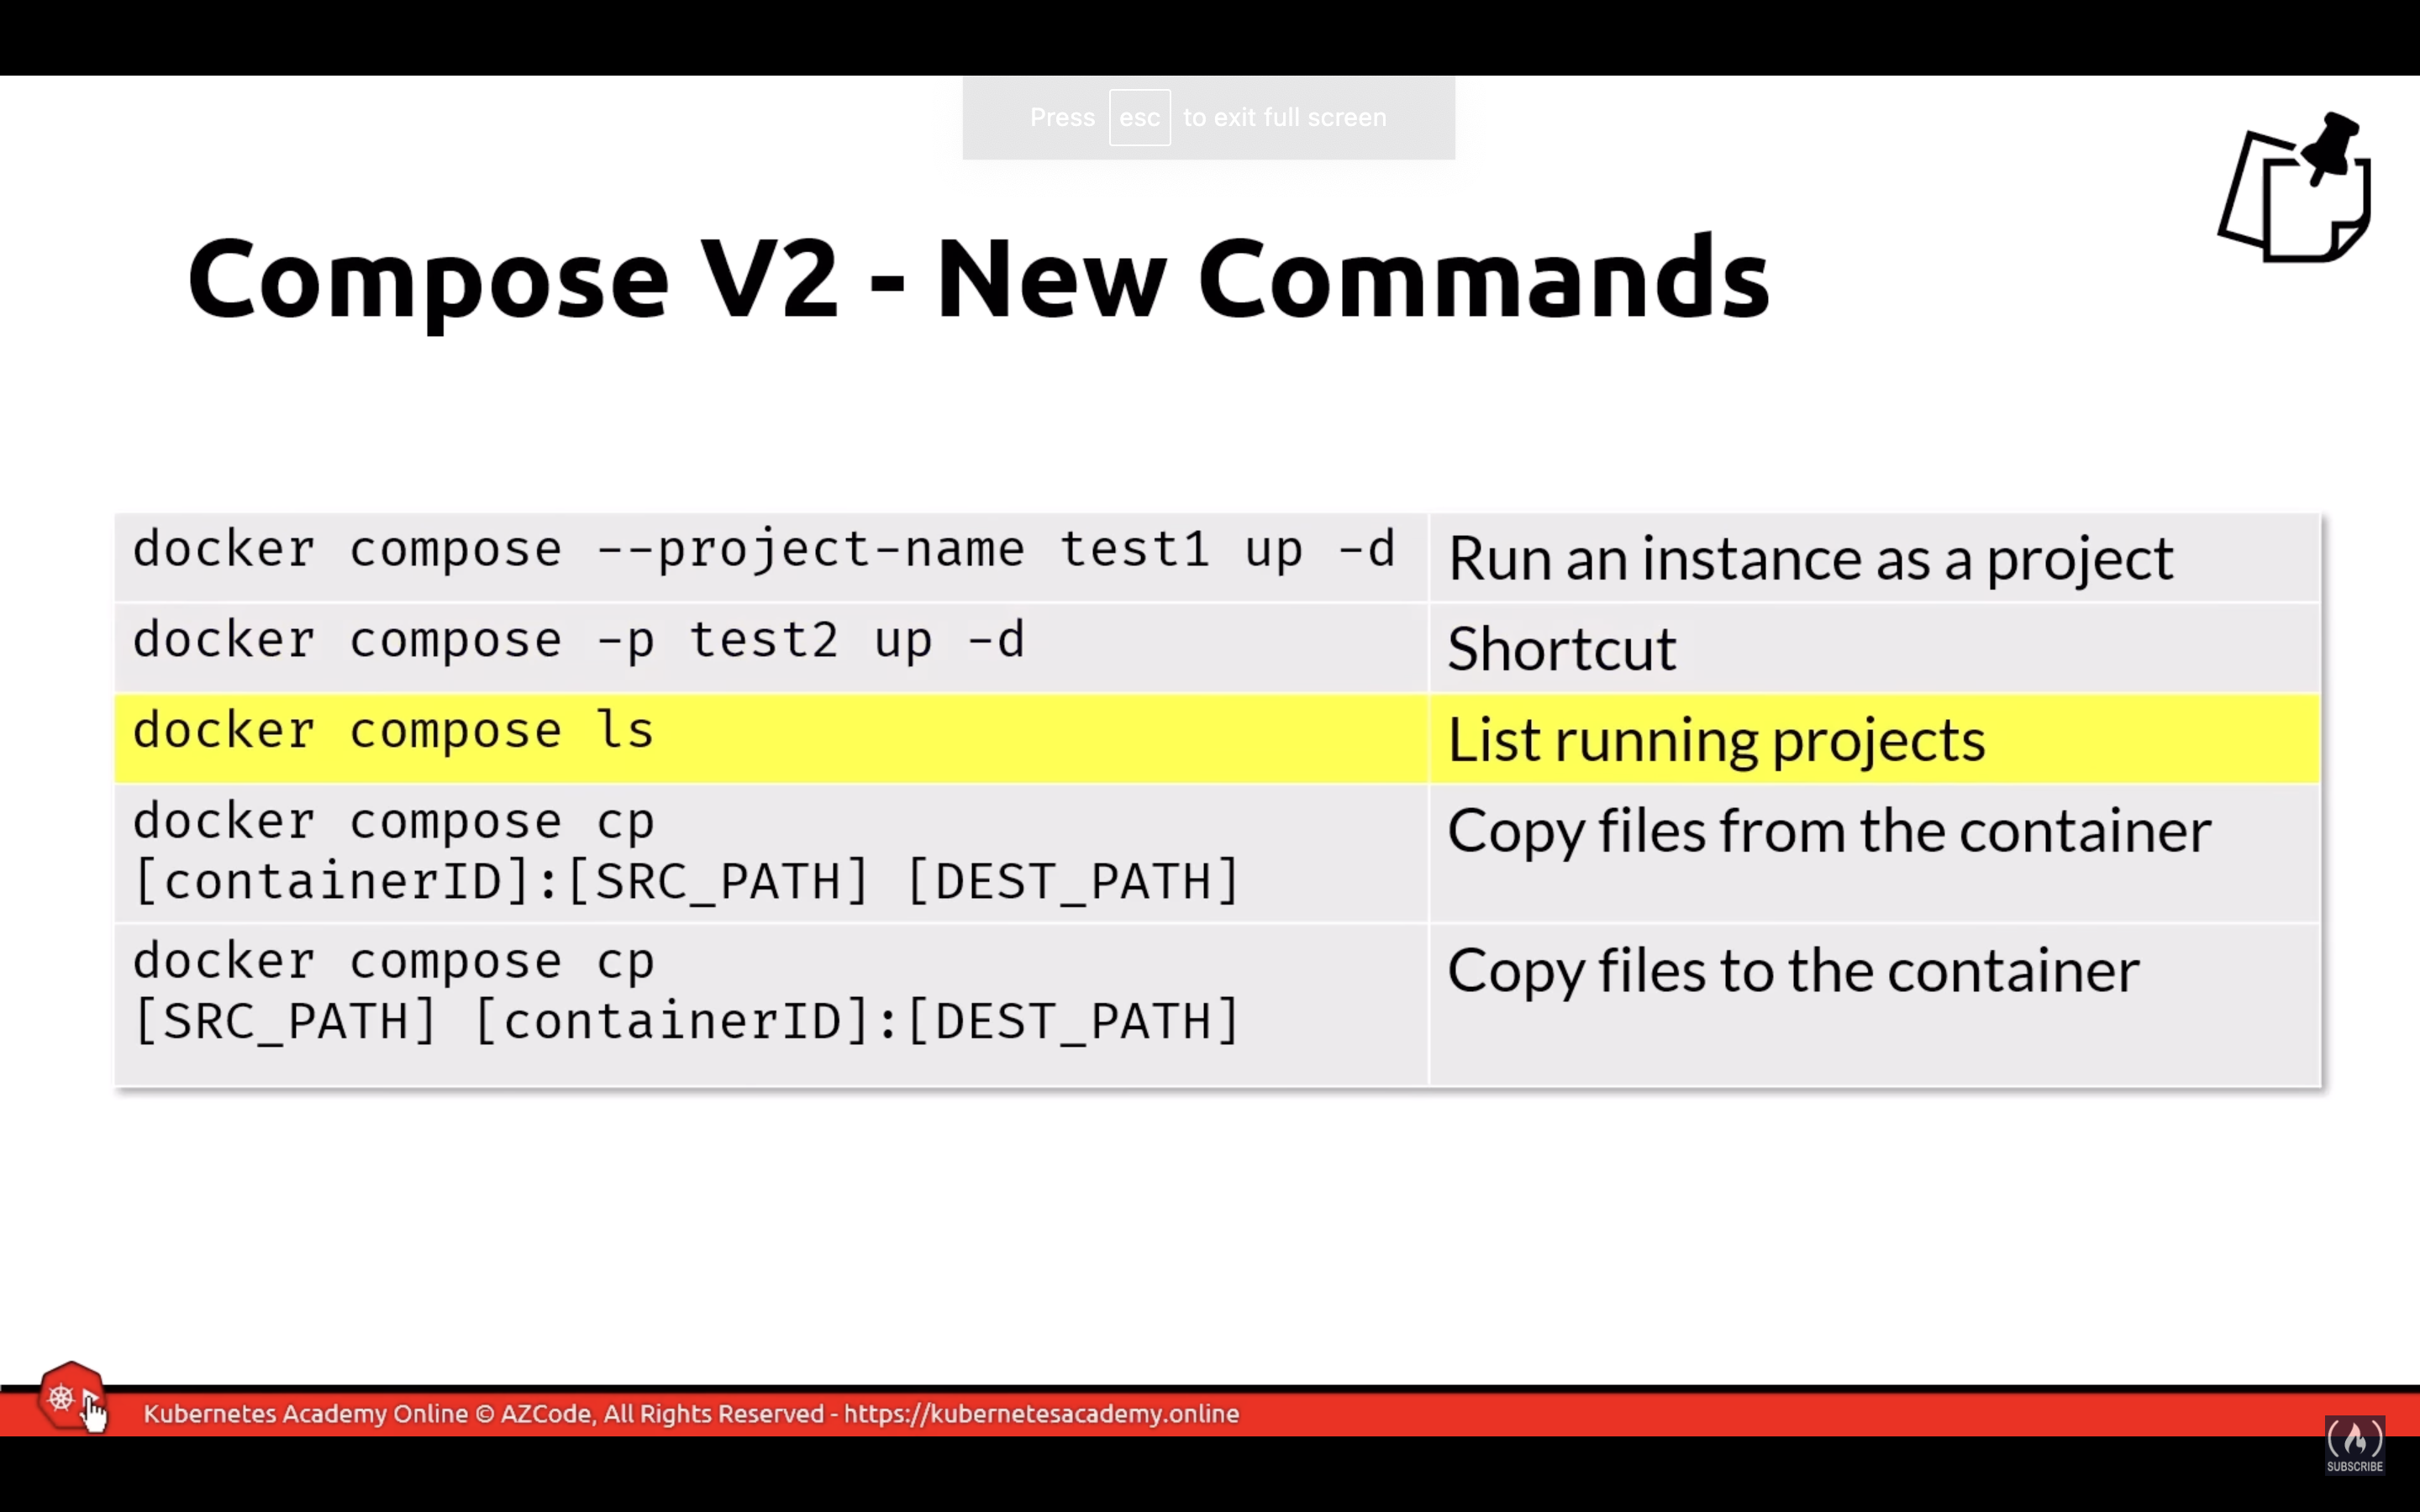 Press esc to exit full screen
Compose V2 - New Commands
docker compose --project-name test1 up -d
Run an instance as a project
docker compose -p test2 up -d
Shortcut
docker compose ls
List running projects
docker compose cp
[containerID]:[SRC_PATH] [DEST_PATH]
Copy files from the container
docker compose cp
[SRC_PATH] [containerID]:[DEST_PATH]
Copy files to the container
Kubernetes Academy Online © AZCode, All Rights Reserved - https://kubernetesacademy.online
SUBSCRIBE